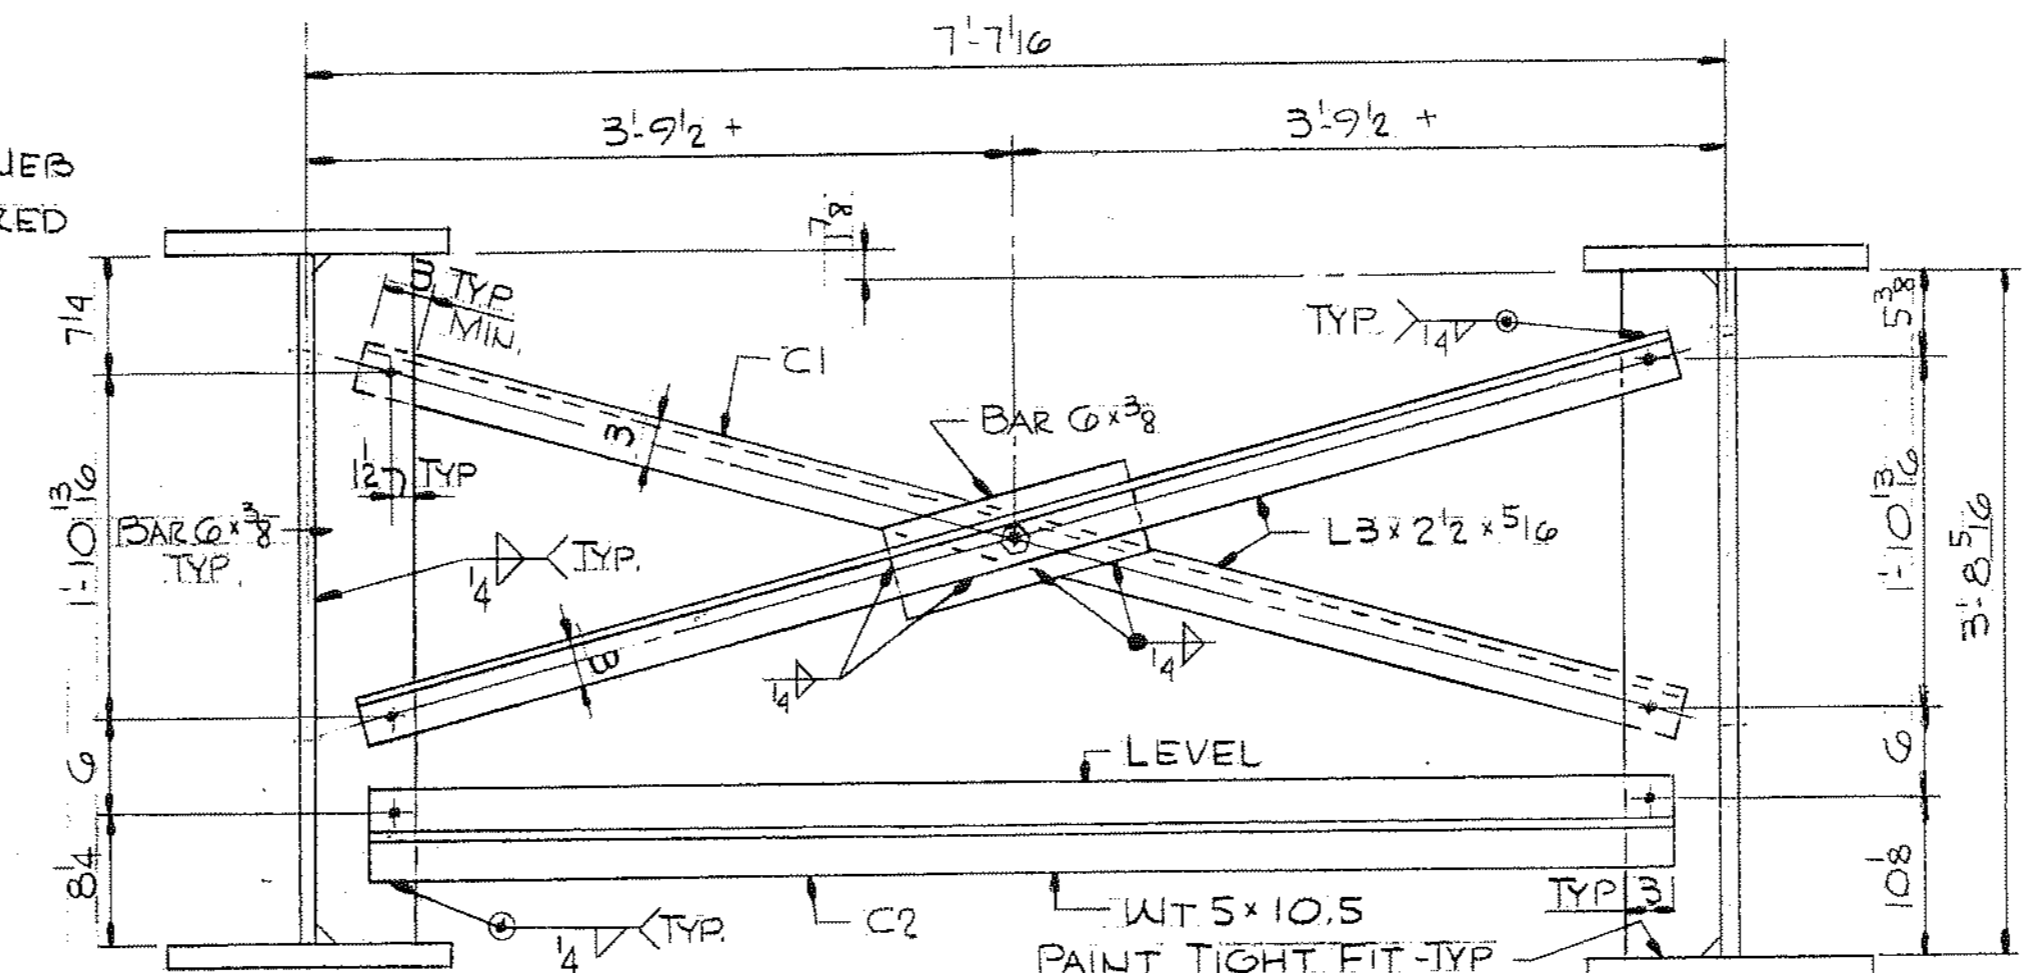 7'-7 1/16
3'-9 1/2 +
3'-9 1/2 +
RED
1 7/8
7 1/4
3 TYP
MIN.
C1
TYP.
1/4
5 3/8
BAR 6 x 3/8
3
1 1/2 TYP
1'-10 13/16
BAR 6 x 3/8
TYP.
1/4
TYP.
L3 x 2 1/2 x 5/16
1'-10 13/16
3'-8 5/16
3
1/4
1/4
6
LEVEL
6
8 1/4
10 1/8
1/4
TYP.
C2
WT 5 x 10.5
TYP 3
PAINT TIGHT FIT-TYP